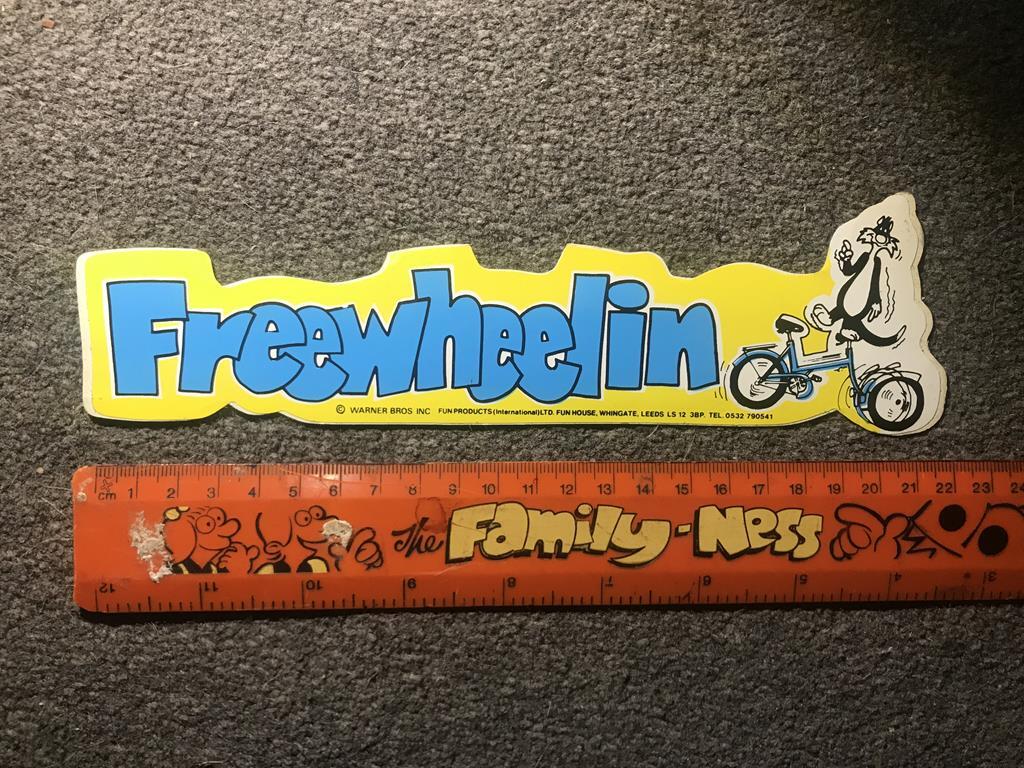 Freewheelin
© WARNER BROS INC FUN PRODUCTS (International) LTD. FUN HOUSE, WHINGATE, LEEDS LS 12 3BP. TEL. 0532 790541
cm 1 2 3 4 5 6 7 8 9 10 11 12 13 14 15 16 17 18 19 20 21 22 23 24
The Family-Ness
12 11 10 9 8 7 6 5 4 3